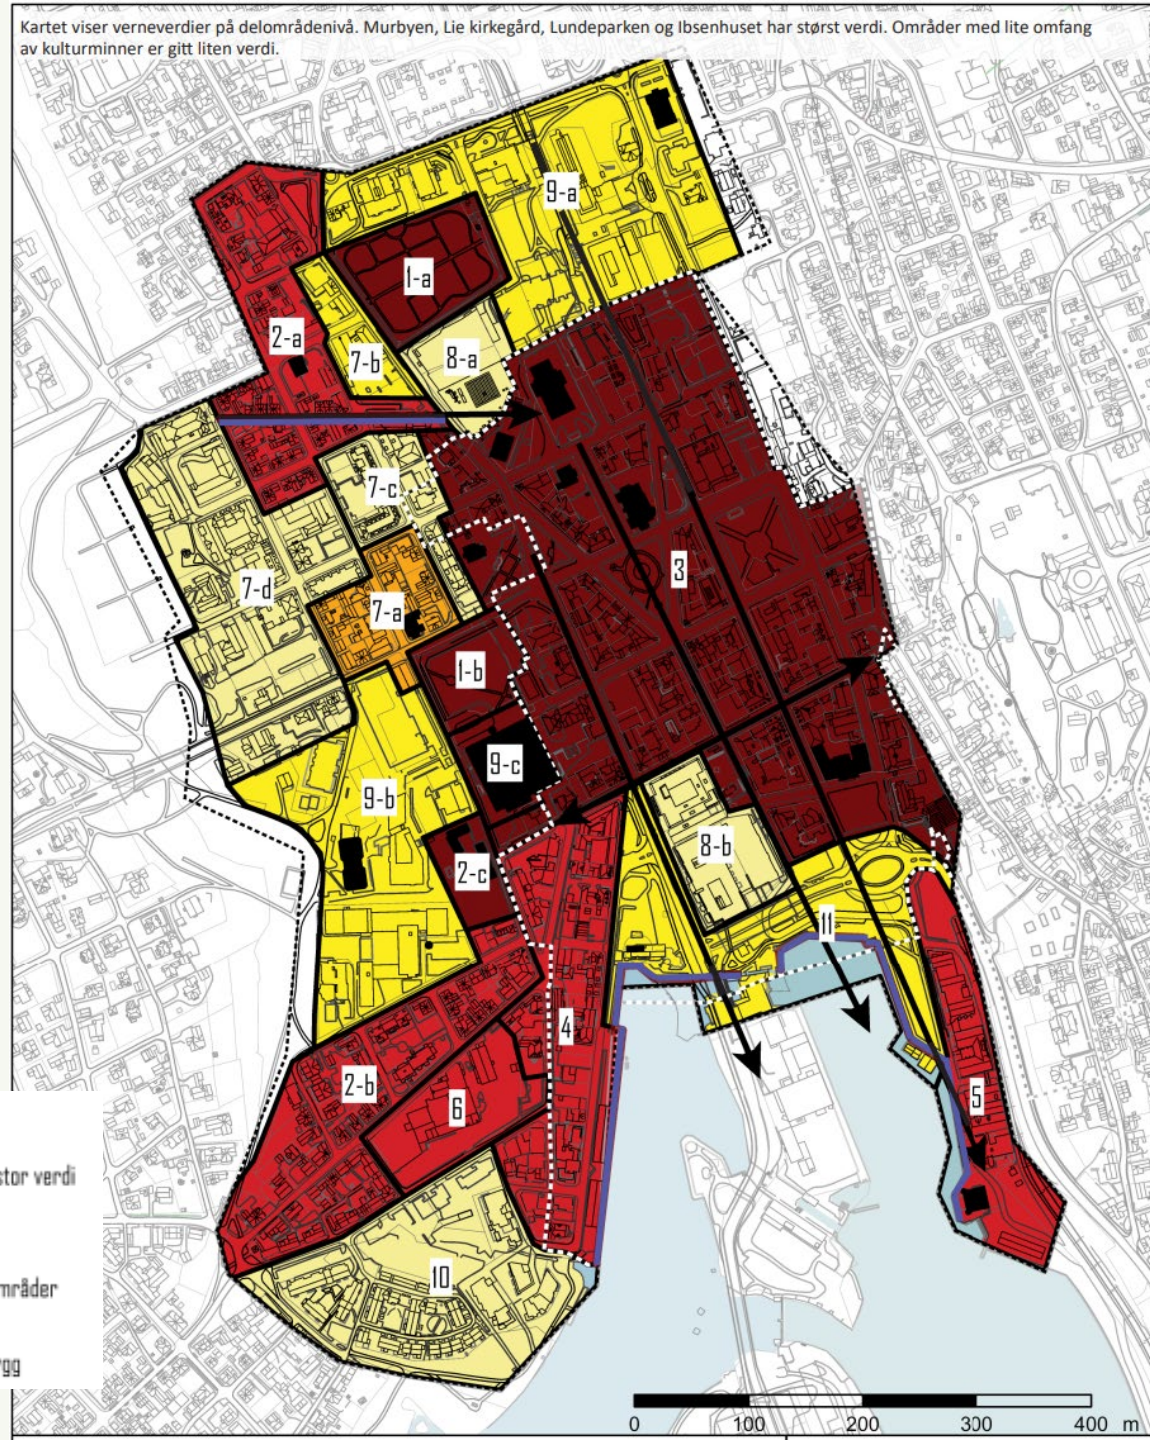 Kartet viser verneverdier på delområdenivå. Murbyen, Lie kirkegård, Lundeparken og Ibsenhuset har størst verdi. Områder med lite omfang
av kulturminner er gitt liten verdi.
9-a
1-a
2-a
7-b
8-a
7-c
3
7-d
7-a
1-b
9-c
9-b
8-b
2-c
11
4
2-b
5
6
stor verdi
10
mråder
gg
0 100 200 300 400 m